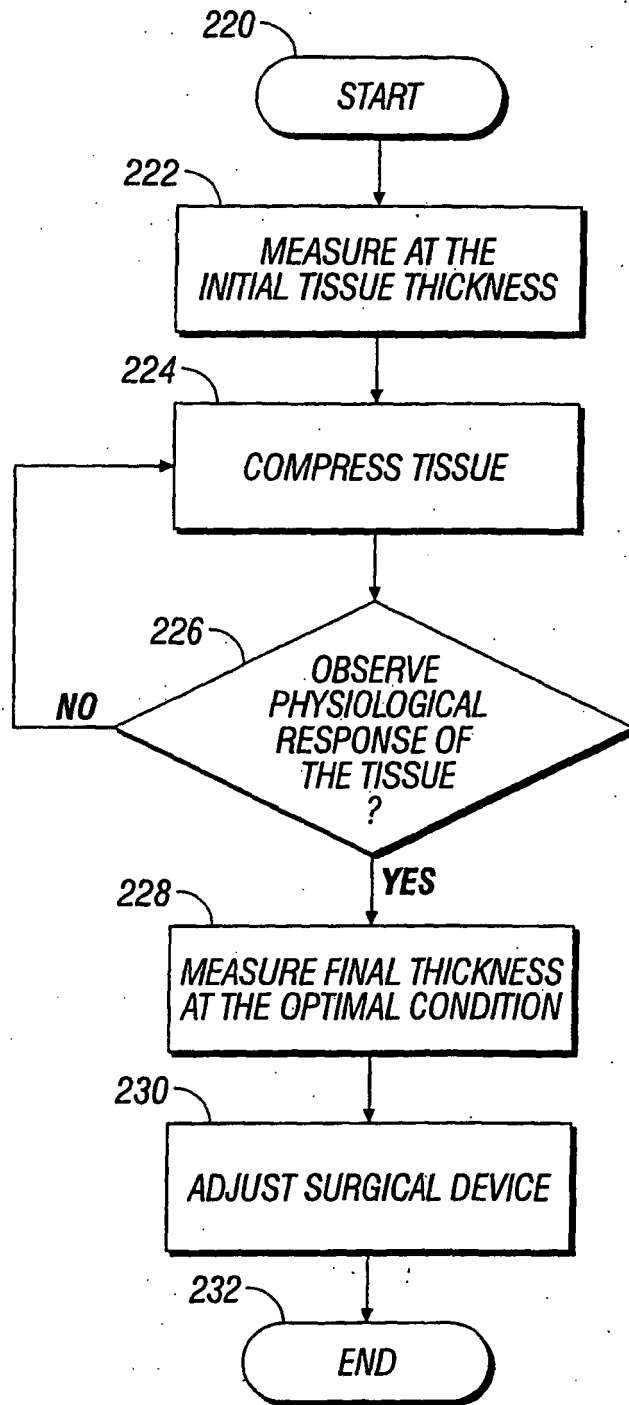 220
START
222
MEASURE AT THE
INITIAL TISSUE THICKNESS
224
COMPRESS TISSUE
226
OBSERVE
PHYSIOLOGICAL
RESPONSE OF
THE TISSUE
?
NO
YES
228
MEASURE FINAL THICKNESS
AT THE OPTIMAL CONDITION
230
ADJUST SURGICAL DEVICE
232
END